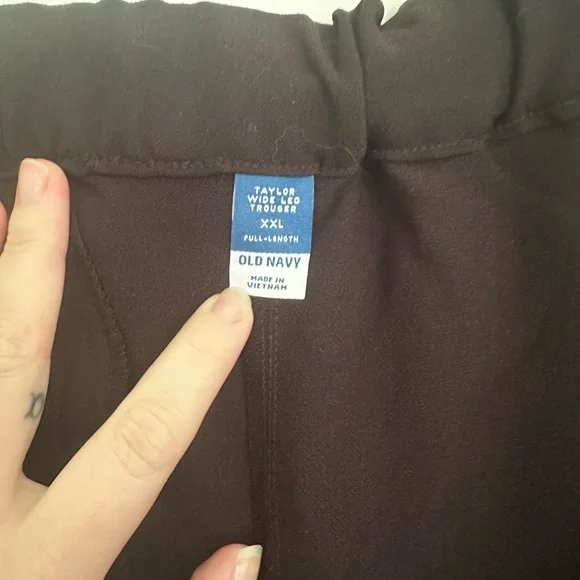 TAYLOR
WIDE LEG
TROUSER
XXL
FULL-LENGTH
OLD NAVY
MADE IN
VIETNAM